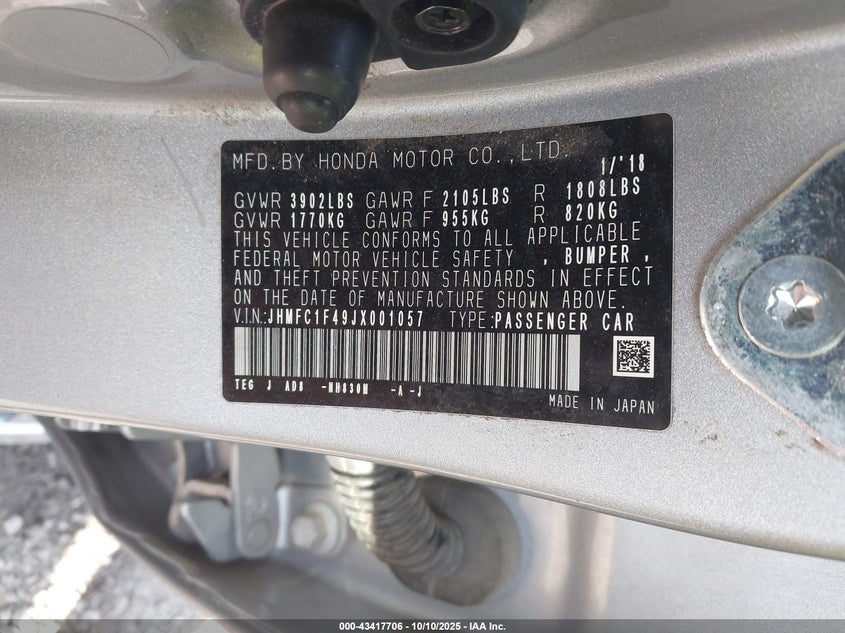 MFD. BY HONDA MOTOR CO., LTD. 1/'18
GVWR 3902LBS GAWR F 2105LBS R 1808LBS
GVWR 1770KG GAWR F 955KG R 820KG
THIS VEHICLE CONFORMS TO ALL APPLICABLE
FEDERAL MOTOR VEHICLE SAFETY , BUMPER ,
AND THEFT PREVENTION STANDARDS IN EFFECT
ON THE DATE OF MANUFACTURE SHOWN ABOVE.
V.I.N:JHMFC1F49JX001057 TYPE:PASSENGER CAR
TEG J AD8 -NH830M -A -J
MADE IN JAPAN
000-43417706 - 10/10/2025 - IAA Inc.